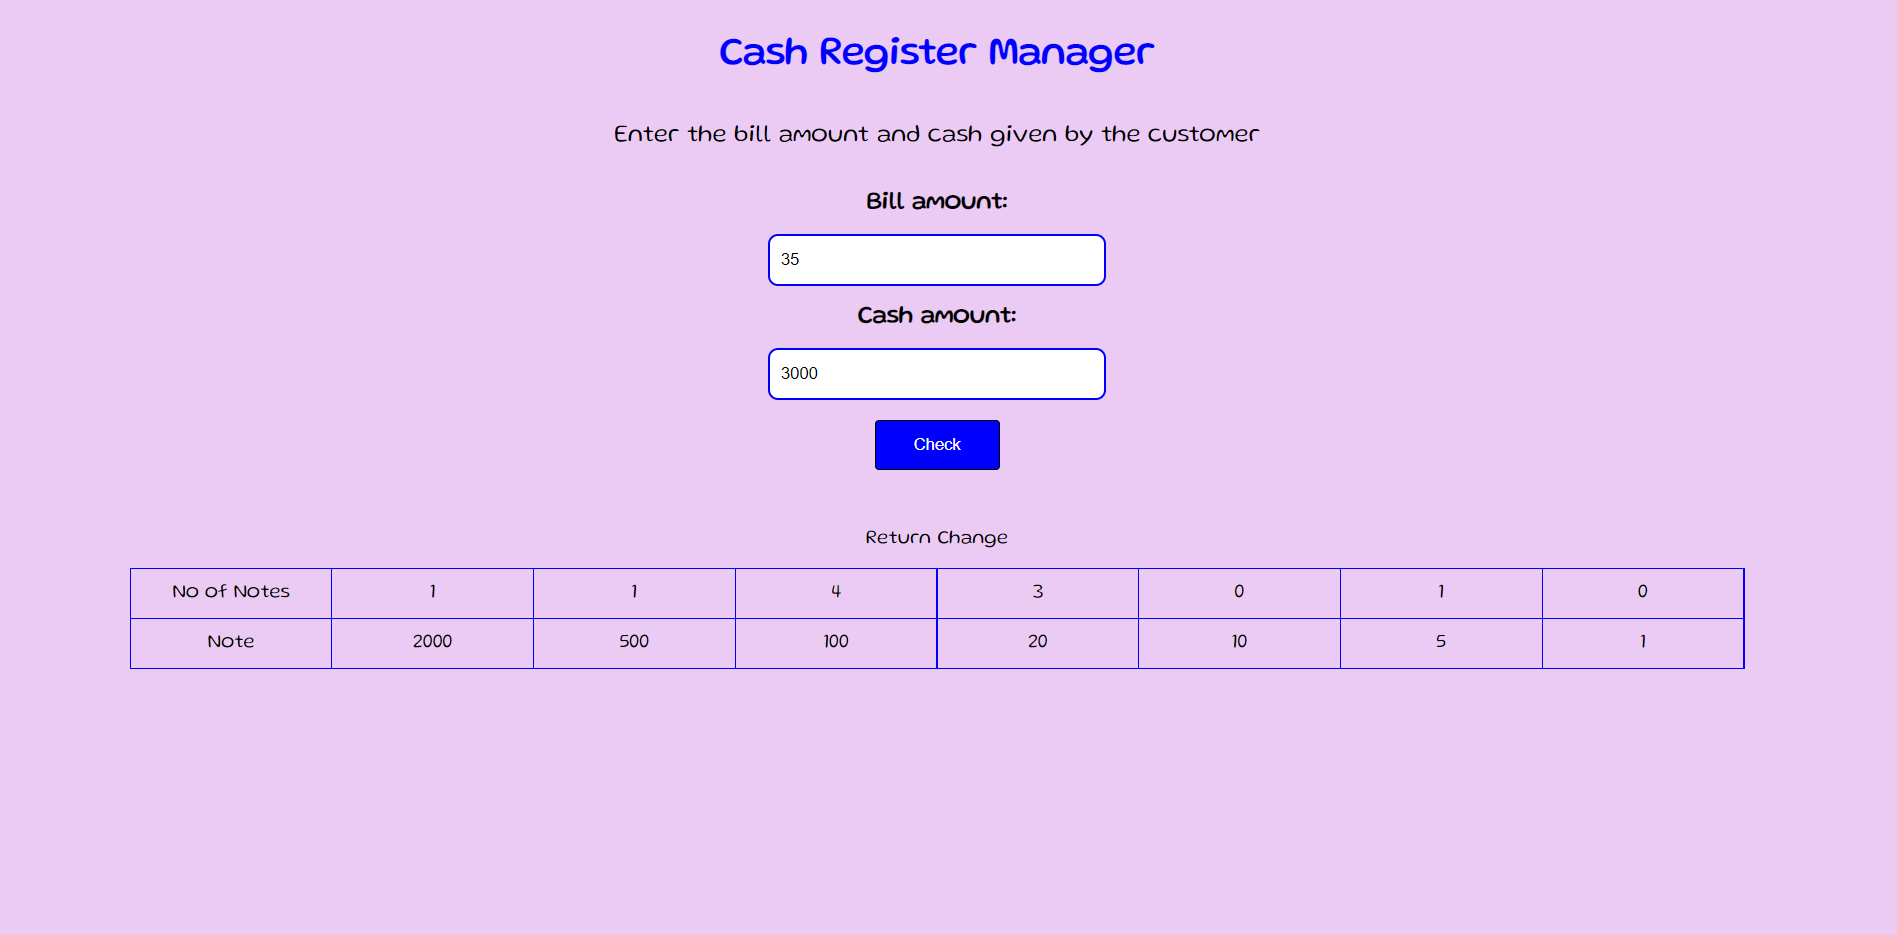 Cash Register Manager
Enter the bill amount and cash given by the customer
Bill amount:
35
Cash amount:
3000
Check
Return Change
No of Notes 1 1 4 3 0 1 0
Note 2000 500 100 20 10 5 1